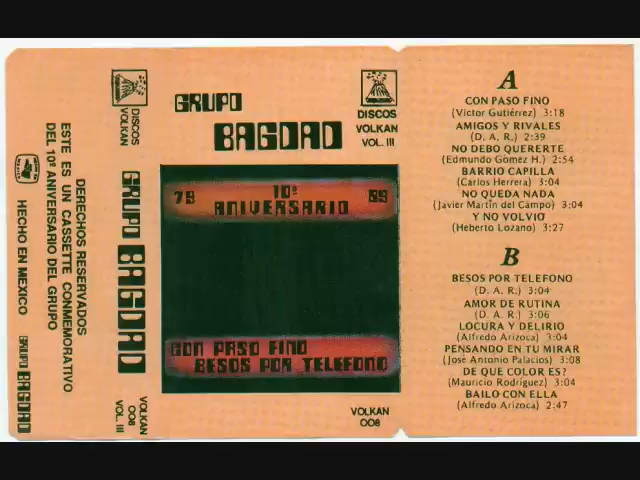 HECHO EN MEXICO
GRUPO BAGDAD
DERECHOS RESERVADOS
ESTE ES UN CASSETTE CONMEMORATIVO
DEL 10º ANIVERSARIO DEL GRUPO
DISCOS
VOLKAN
GRUPO BAGDAD
VOLKAN
008
VOL. III
GRUPO
BAGDAD
DISCOS
VOLKAN
VOL. III
79 10º 89
ANIVERSARIO
CON PASO FINO
BESOS POR TELEFONO
VOLKAN
008
A
CON PASO FINO
(Víctor Gutiérrez) 3:18
AMIGOS Y RIVALES
(D. A. R.) 2:39
NO DEBO QUERERTE
(Edmundo Gómez H.) 2:54
BARRIO CAPILLA
(Carlos Herrera) 3:04
NO QUEDA NADA
(Javier Martín del Campo) 3:04
Y NO VOLVIO
(Heberto Lozano) 3:27
B
BESOS POR TELEFONO
(D. A. R.) 3:04
AMOR DE RUTINA
(D. A. R.) 3:06
LOCURA Y DELIRIO
(Alfredo Arizoca) 3:04
PENSANDO EN TU MIRAR
(José Antonio Palacios) 3:08
DE QUE COLOR ES?
(Mauricio Rodríguez) 3:04
BAILO CON ELLA
(Alfredo Arizoca) 2:47